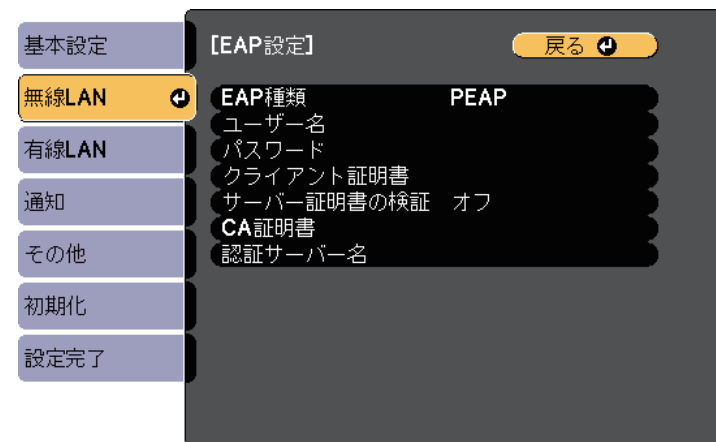 基本設定
無線LAN
有線LAN
通知
その他
初期化
設定完了
[EAP設定]
戻る
EAP種類 PEAP
ユーザー名
パスワード
クライアント証明書
サーバー証明書の検証 オフ
CA証明書
認証サーバー名